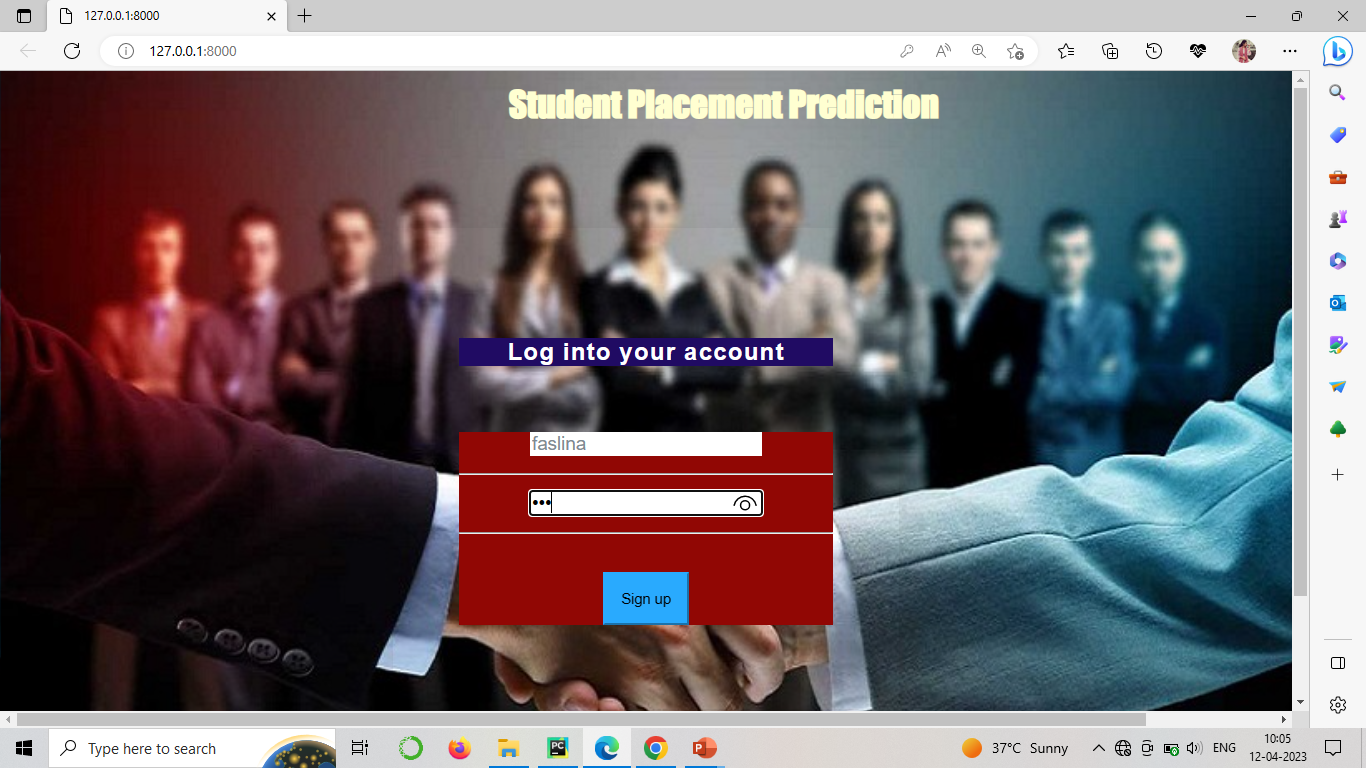 127.0.0.1:8000
127.0.0.1:8000
Student Placement Prediction
Log into your account
faslina
•••
Sign up
Type here to search
PC
37°C Sunny
ENG
10:05
12-04-2023